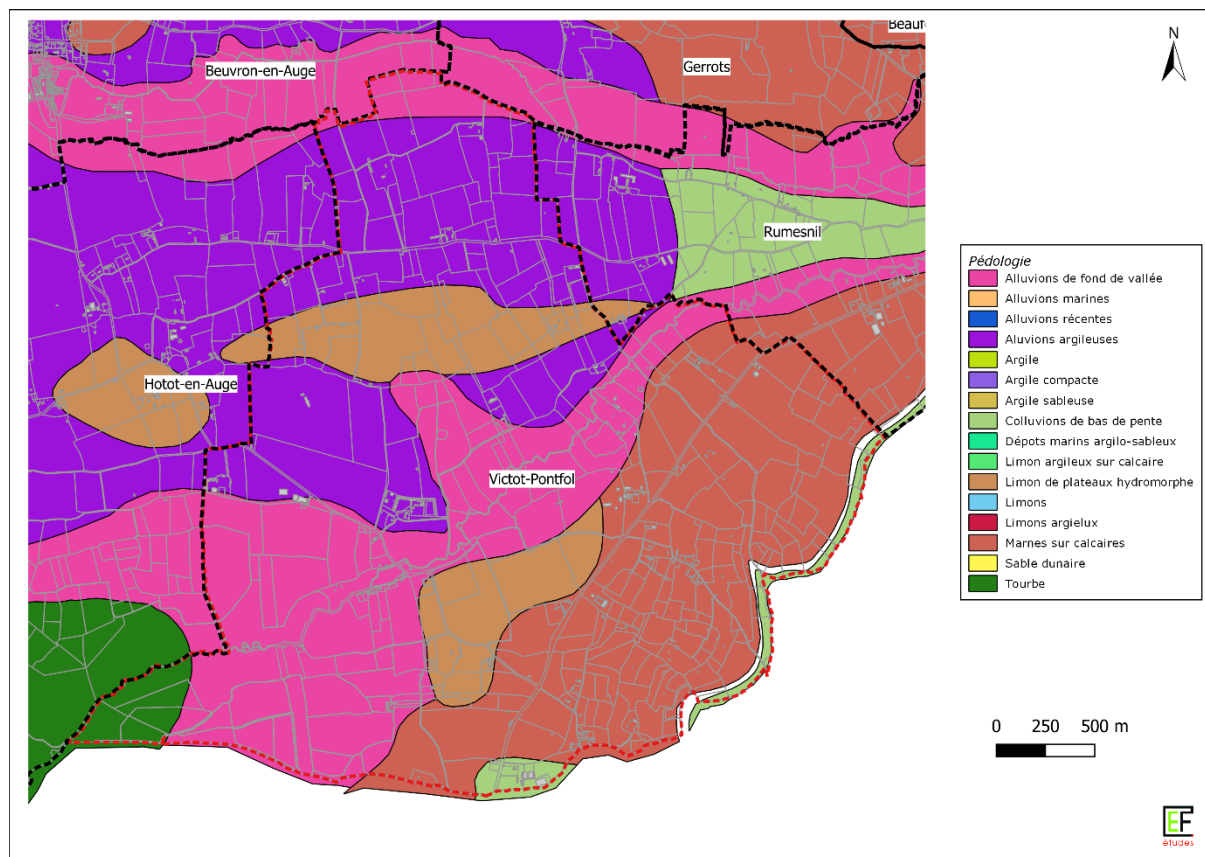 Beauf
Beuvron-en-Auge
Gerrots
N
Rumesnil
Hotot-en-Auge
Victot-Pontfol
Pédologie
Alluvions de fond de vallée
Alluvions marines
Alluvions récentes
Aluvions argileuses
Argile
Argile compacte
Argile sableuse
Colluvions de bas de pente
Dépots marins argilo-sableux
Limon argileux sur calcaire
Limon de plateaux hydromorphe
Limons
Limons argielux
Marnes sur calcaires
Sable dunaire
Tourbe
0 250 500 m
EF
études